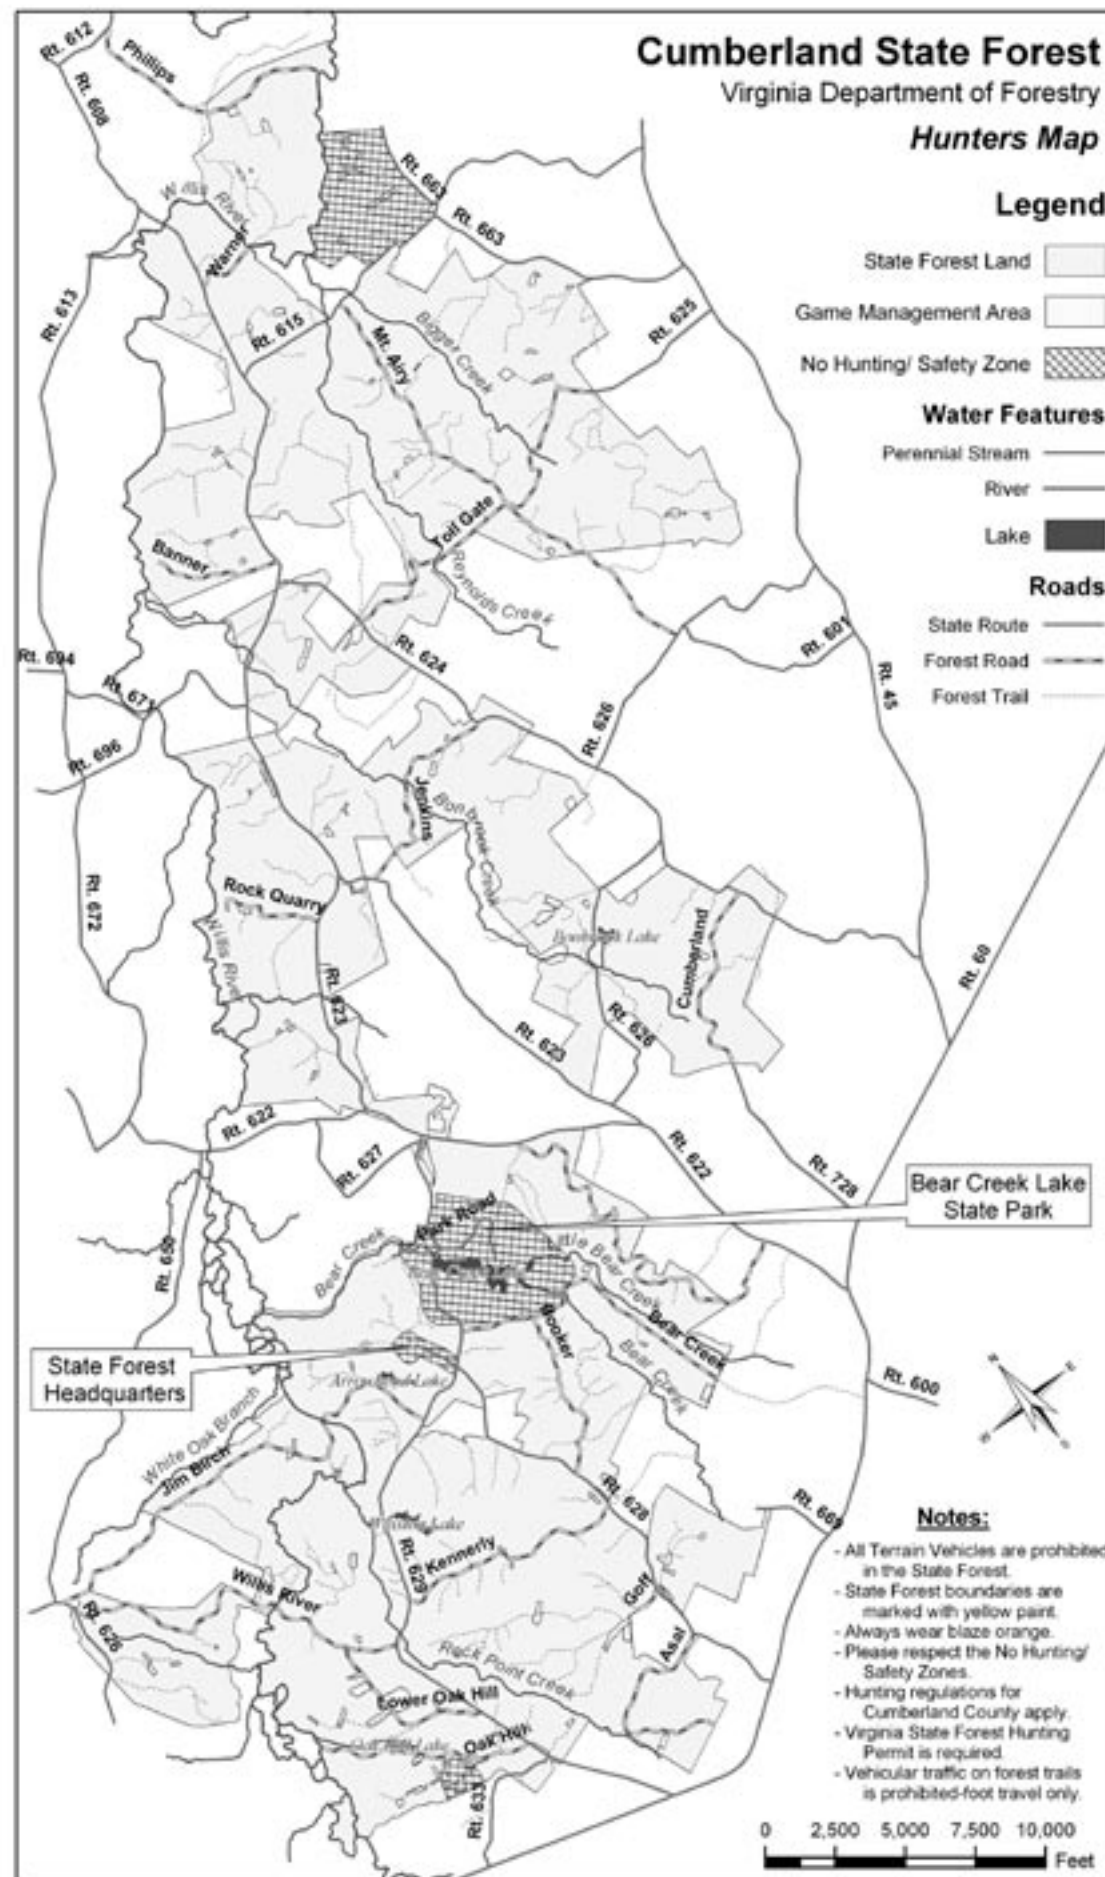 Cumberland State Forest
Virginia Department of Forestry
Hunters Map
Legend
State Forest Land
Game Management Area
No Hunting/ Safety Zone
Water Features
Perennial Stream
River
Lake
Roads
State Route
Forest Road
Forest Trail
Rt. 612
Phillips
Rt. 608
Rt. 663
Rt. 663
Willis River
Warner
Rt. 613
Rt. 615
Mt. Airy
Bigger Creek
Rt. 625
Toll Gate
Banner
Reynolds Creek
Rt. 601
Rt. 624
Rt. 694
Rt. 671
Rt. 45
Rt. 626
Rt. 696
Jenkins
Bonbrook Creek
Rt. 672
Rock Quarry
Willis River
Bonbrook Lake
Cumberland
Rt. 60
Rt. 623
Rt. 623
Rt. 626
Rt. 622
Rt. 627
Rt. 622
Rt. 728
Bear Creek Lake
State Park
Park Road
Bear Creek
Little Bear Creek
Rt. 650
Booker
Bear Creek
Bear Creek
State Forest
Headquarters
Rt. 600
White Oak Branch
Jim Birch
Rt. 628
Rt. 669
Lake
Rt. 629
Kennerly
Willis River
Goff
Rt. 626
Asal
Rock Point Creek
Lower Oak Hill
Oak Hill Lake
Oak Hill
Rt. 633
Notes:
- All Terrain Vehicles are prohibited
in the State Forest.
- State Forest boundaries are
marked with yellow paint.
- Always wear blaze orange.
- Please respect the No Hunting/
Safety Zones.
- Hunting regulations for
Cumberland County apply.
- Virginia State Forest Hunting
Permit is required.
- Vehicular traffic on forest trails
is prohibited-foot travel only.
0 2,500 5,000 7,500 10,000
Feet